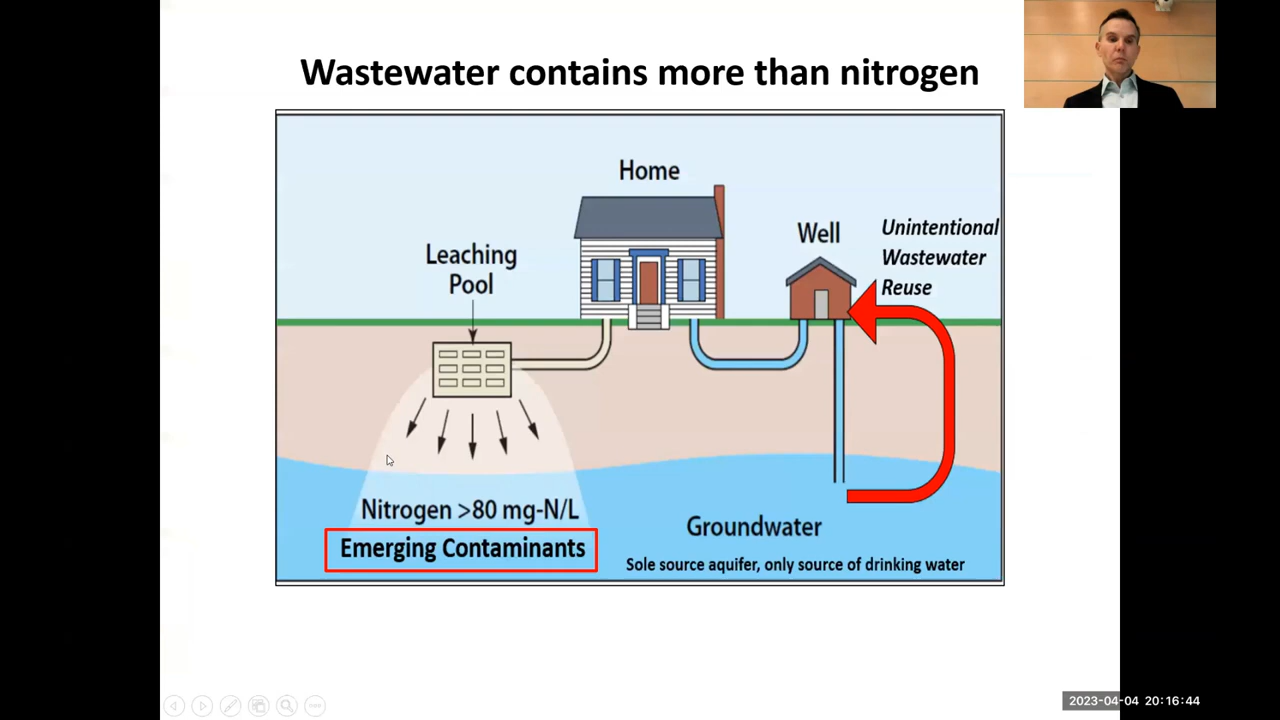 Wastewater contains more than nitrogen
Home
Well
Unintentional
Wastewater
Reuse
Leaching
Pool
Nitrogen >80 mg-N/L
Emerging Contaminants
Groundwater
Sole source aquifer, only source of drinking water
2023-04-04 20:16:44